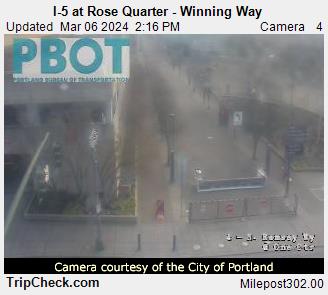 I-5 at Rose Quarter - Winning Way
Updated Mar 06 2024 2:16 PM Camera 4
PBOT
PORTLAND BUREAU OF TRANSPORTATION
Camera courtesy of the City of Portland
TripCheck.com Milepost302.00